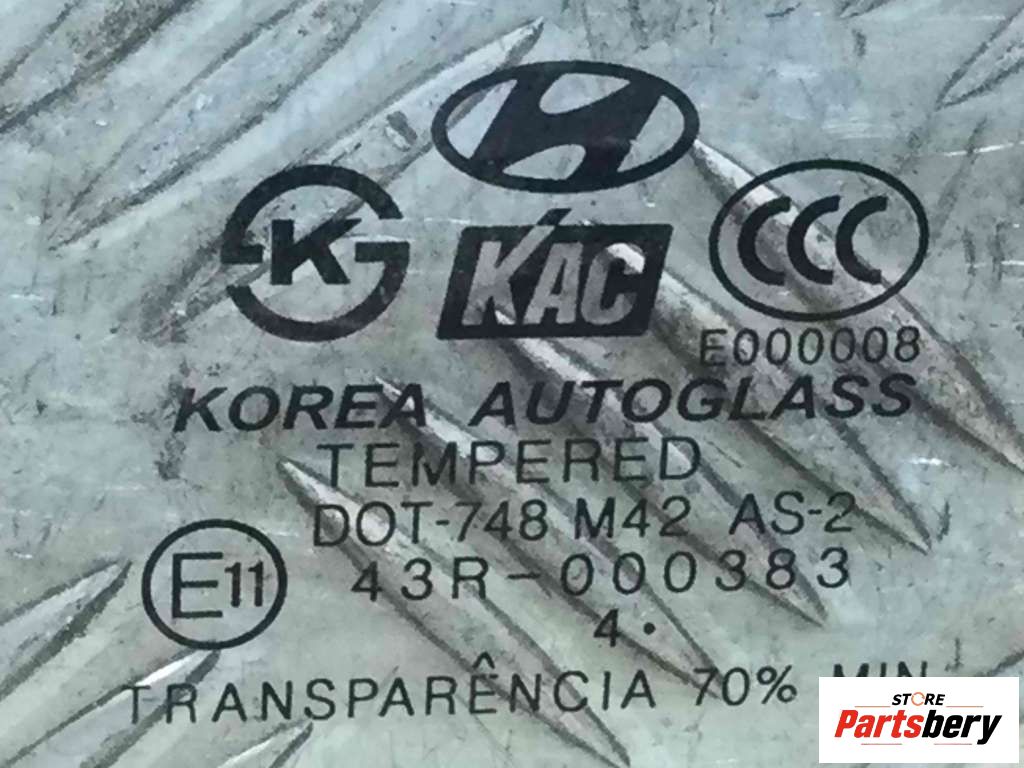 K
KAC
CCC
E000008
KOREA AUTOGLASS
TEMPERED
DOT-748 M42 AS-2
E11
43R-000383
4.
TRANSPARÊNCIA 70% MIN
STORE
Partsbery